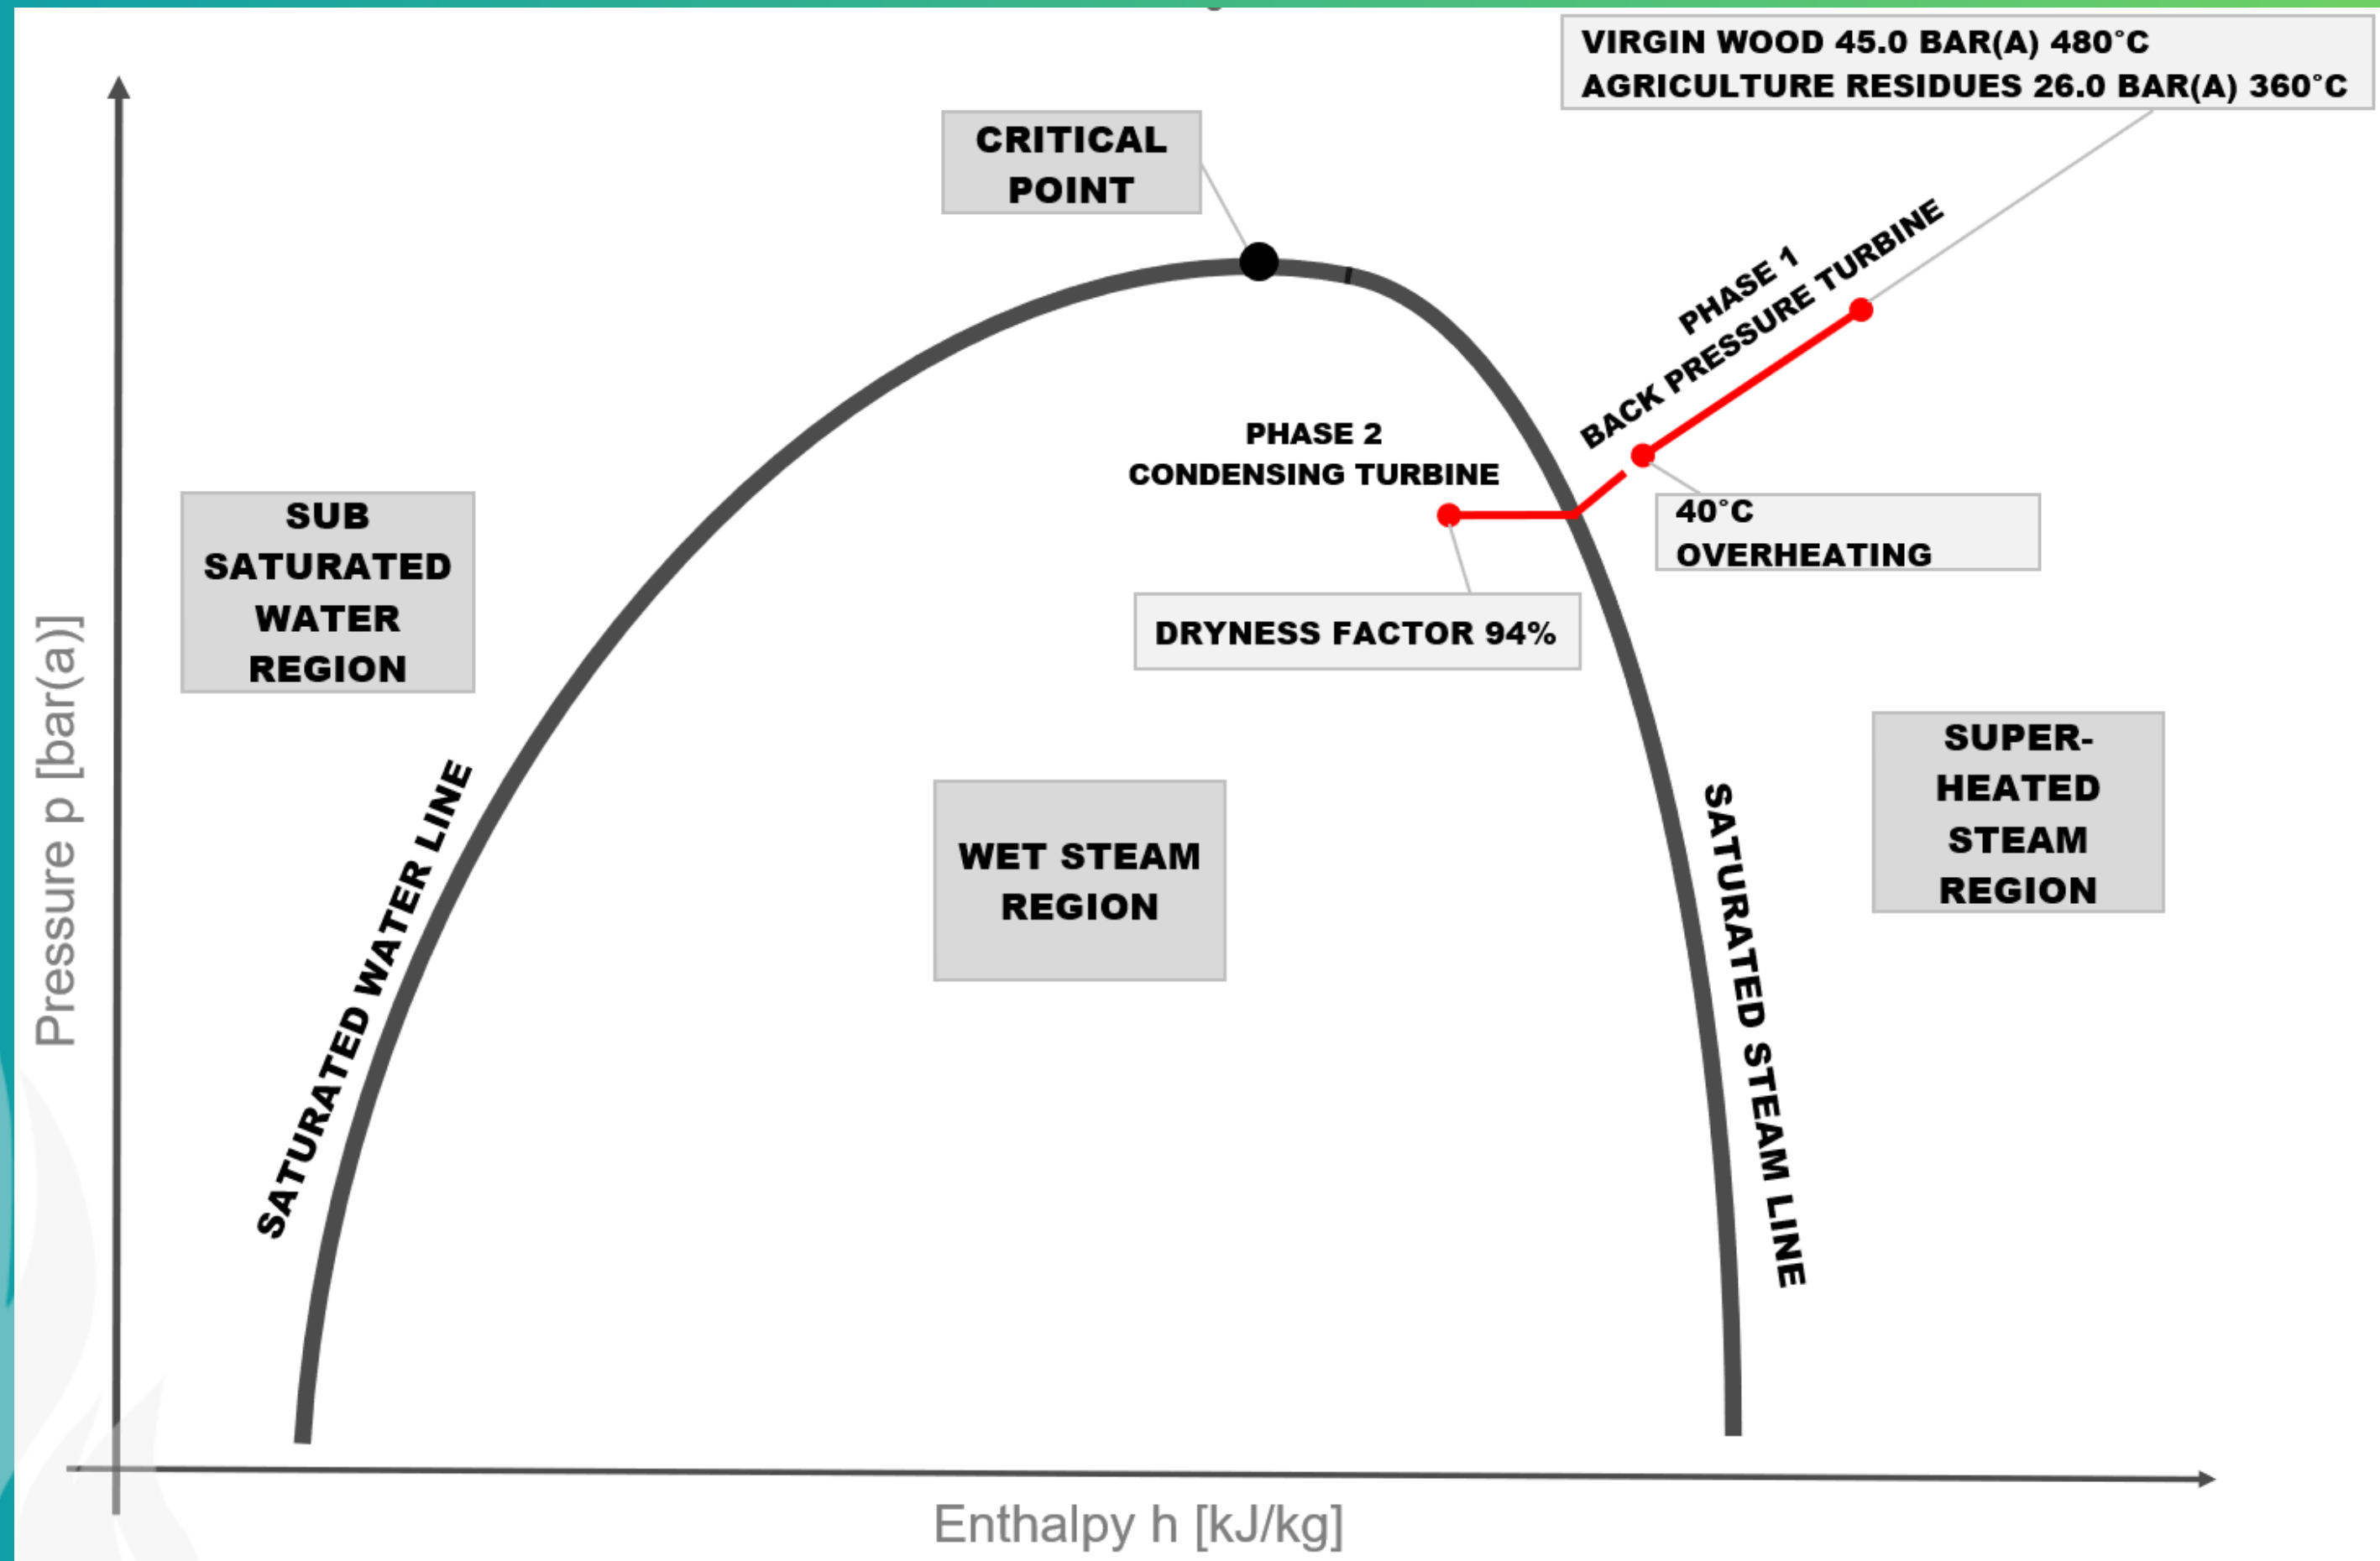 VIRGIN WOOD 45.0 BAR(A) 480°C
AGRICULTURE RESIDUES 26.0 BAR(A) 360°C
CRITICAL
POINT
PHASE 1
BACK PRESSURE TURBINE
PHASE 2
CONDENSING TURBINE
40°C
OVERHEATING
SUB
SATURATED
WATER
REGION
DRYNESS FACTOR 94%
SUPER-
HEATED
STEAM
REGION
WET STEAM
REGION
SATURATED WATER LINE
SATURATED STEAM LINE
Pressure p [bar(a)]
Enthalpy h [kJ/kg]